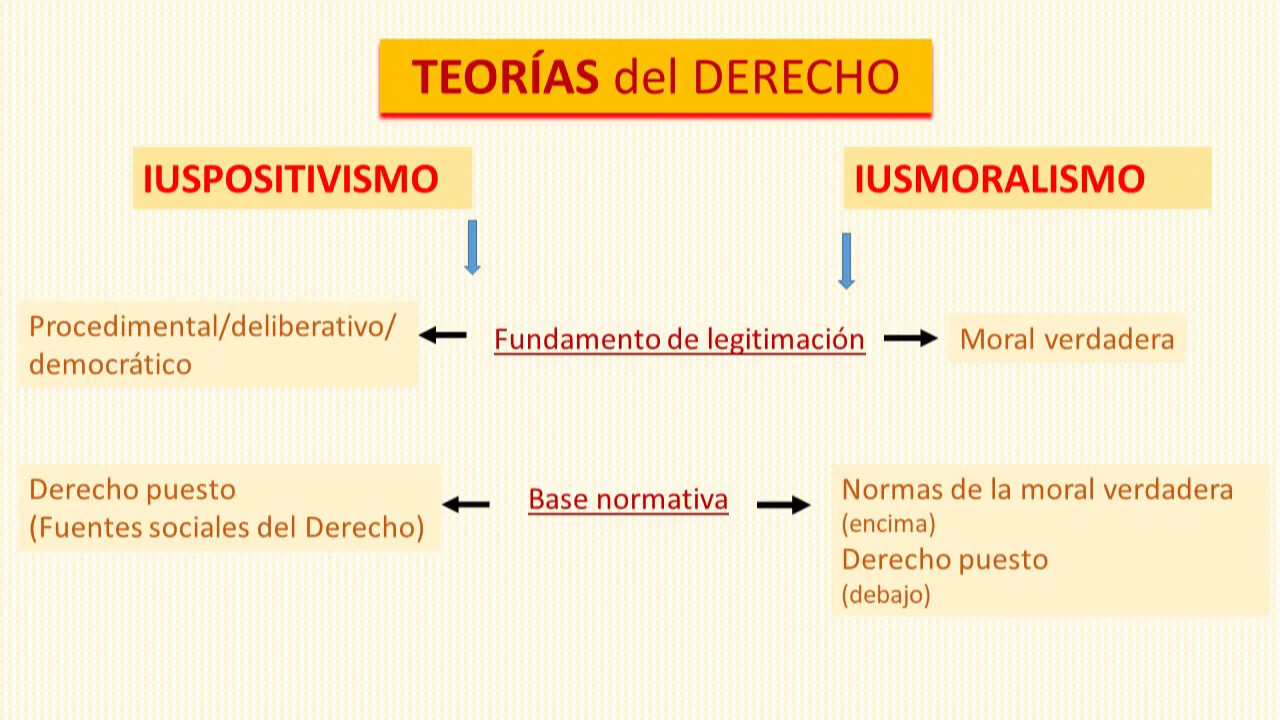 TEORÍAS del DERECHO
IUSPOSITIVISMO
IUSMORALISMO
Procedimental/deliberativo/
democrático
Fundamento de legitimación
Moral verdadera
Derecho puesto
(Fuentes sociales del Derecho)
Base normativa
Normas de la moral verdadera
(encima)
Derecho puesto
(debajo)